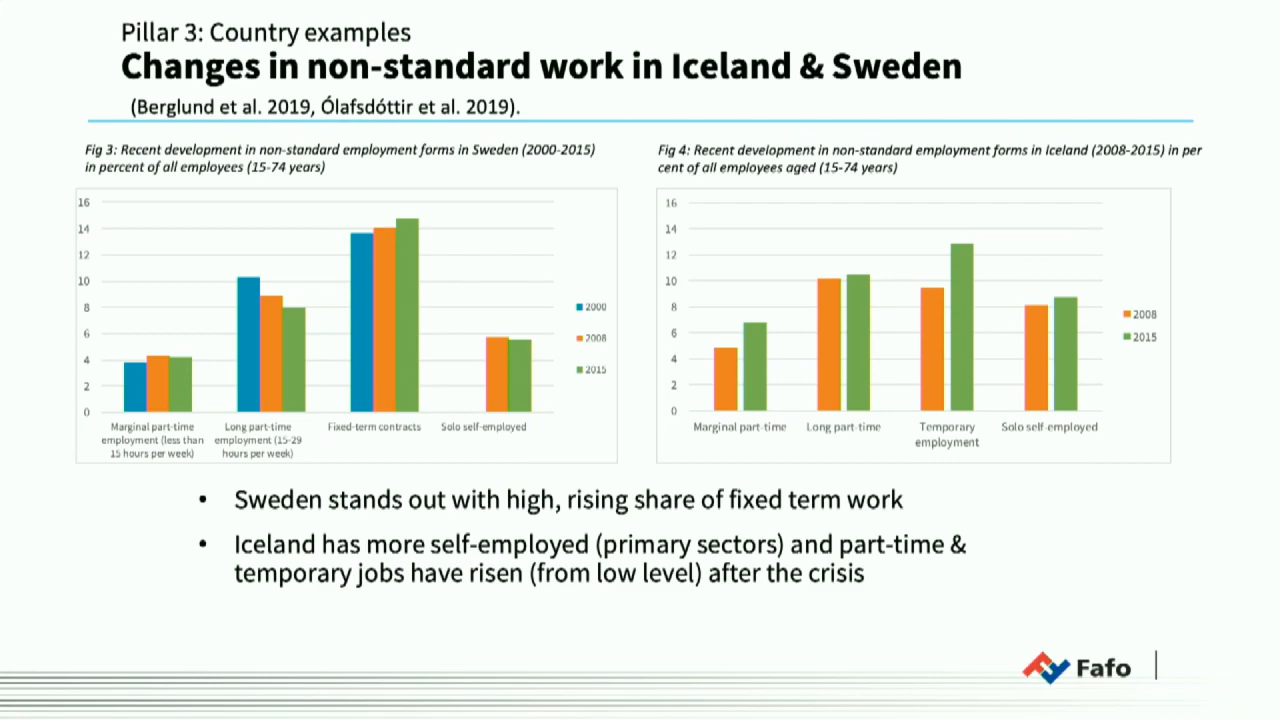 Pillar 3: Country examples
Changes in non-standard work in Iceland & Sweden
(Berglund et al. 2019, Ólafsdóttir et al. 2019).
Fig 3: Recent development in non-standard employment forms in Sweden (2000-2015)
in percent of all employees (15-74 years)
16
14
12
10
8
6
4
2
0
Marginal part-time
employment (less than
15 hours per week)
Long part-time
employment (15-29
hours per week)
Fixed-term contracts
Solo self-employed
2000
2008
2015
Fig 4: Recent development in non-standard employment forms in Iceland (2008-2015) in per
cent of all employees aged (15-74 years)
16
14
12
10
8
6
4
2
0
Marginal part-time
Long part-time
Temporary
employment
Solo self-employed
2008
2015
• Sweden stands out with high, rising share of fixed term work
• Iceland has more self-employed (primary sectors) and part-time &
temporary jobs have risen (from low level) after the crisis
Fafo